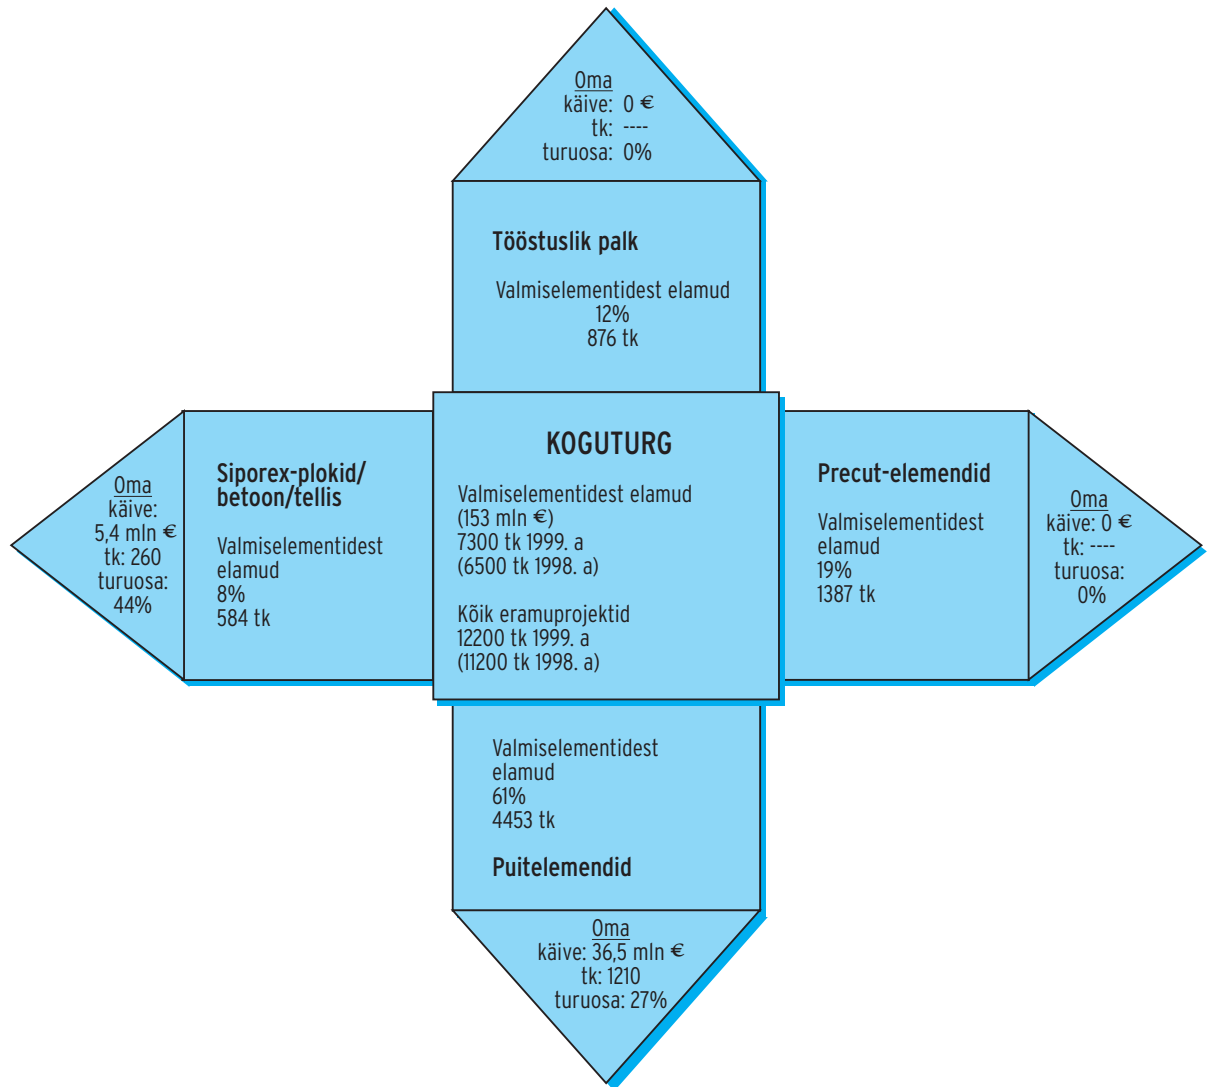 Oma
käive: 0 €
tk: ----
turuosa: 0%
Tööstuslik palk
Valmiselementidest elamud
12%
876 tk
Oma
käive:
5,4 mln €
tk: 260
turuosa:
44%
Siporex-plokid/
betoon/tellis
Valmiselementidest
elamud
8%
584 tk
KOGUTURG
Valmiselementidest elamud
(153 mln €)
7300 tk 1999. a
(6500 tk 1998. a)
Kõik eramuprojektid
12200 tk 1999. a
(11200 tk 1998. a)
Precut-elemendid
Valmiselementidest
elamud
19%
1387 tk
Oma
käive: 0 €
tk: ----
turuosa:
0%
Valmiselementidest
elamud
61%
4453 tk
Puitelemendid
Oma
käive: 36,5 mln €
tk: 1210
turuosa: 27%